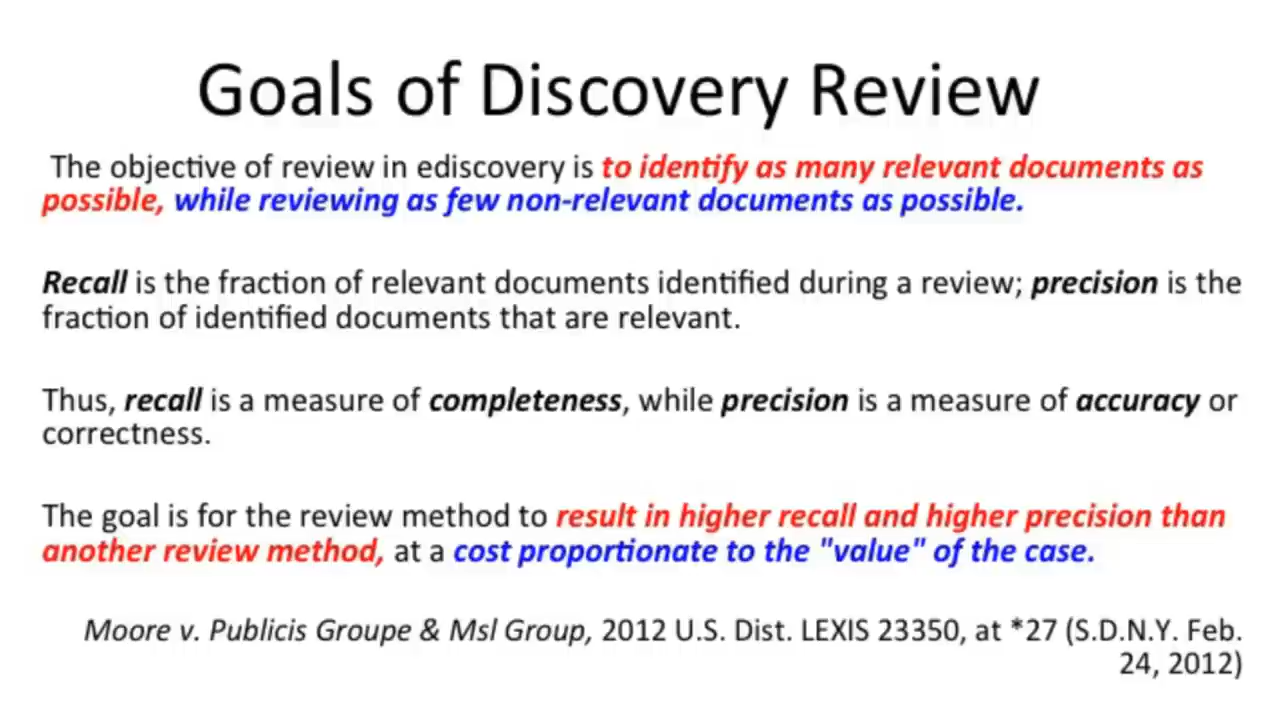 Goals of Discovery Review
The objective of review in ediscovery is to identify as many relevant documents as
possible, while reviewing as few non-relevant documents as possible.
Recall is the fraction of relevant documents identified during a review; precision is the
fraction of identified documents that are relevant.
Thus, recall is a measure of completeness, while precision is a measure of accuracy or
correctness.
The goal is for the review method to result in higher recall and higher precision than
another review method, at a cost proportionate to the "value" of the case.
Moore v. Publicis Groupe & Msl Group, 2012 U.S. Dist. LEXIS 23350, at *27 (S.D.N.Y. Feb.
24, 2012)